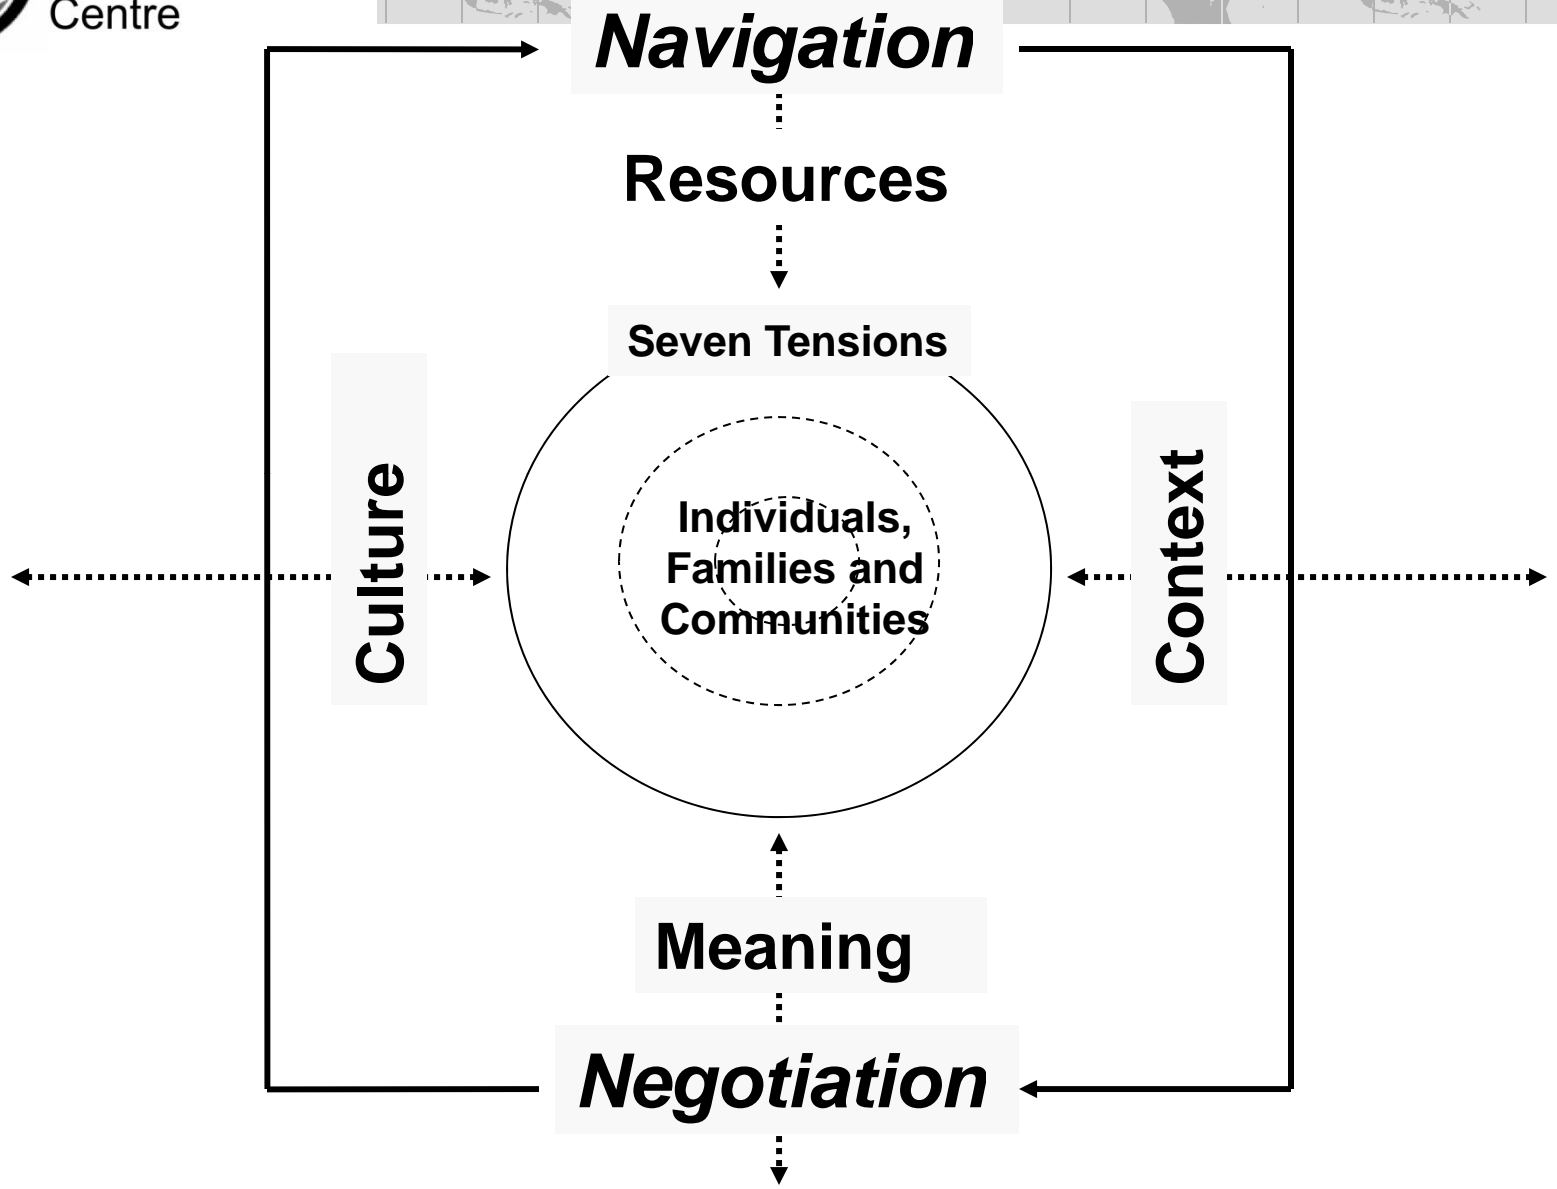 Centre
Navigation
Resources
Seven Tensions
Culture
Individuals,
Families and
Communities
Context
Meaning
Negotiation